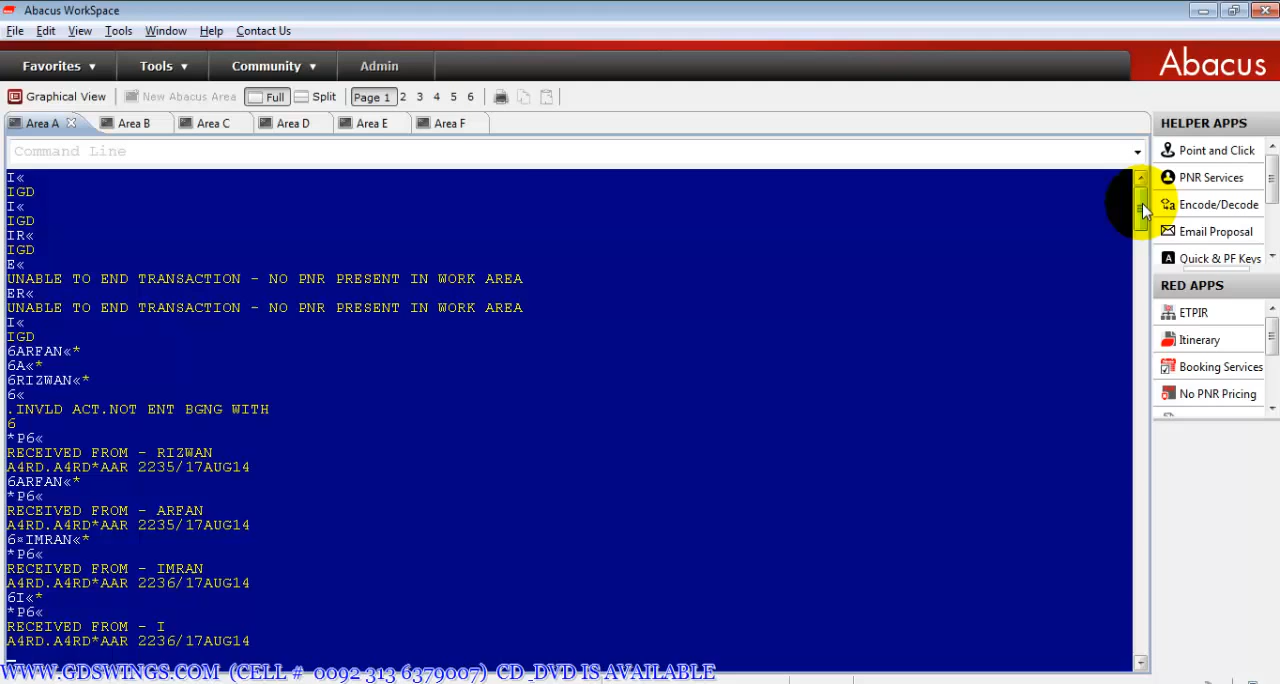 Abacus WorkSpace
File Edit View Tools Window Help Contact Us
Favorites ▼ Tools ▼ Community ▼ Admin
Abacus
Graphical View New Abacus Area Full Split Page 1 2 3 4 5 6
Area A Area B Area C Area D Area E Area F
Command Line
I«
IGD
I«
IGD
IR«
IGD
E«
UNABLE TO END TRANSACTION - NO PNR PRESENT IN WORK AREA
ER«
UNABLE TO END TRANSACTION - NO PNR PRESENT IN WORK AREA
I«
IGD
6ARFAN«*
6A«*
6RIZWAN«*
6«
.INVLD ACT.NOT ENT BGNG WITH
6
*P6«
RECEIVED FROM - RIZWAN
A4RD.A4RD*AAR 2235/17AUG14
6ARFAN«*
*P6«
RECEIVED FROM - ARFAN
A4RD.A4RD*AAR 2235/17AUG14
6¤IMRAN«*
*P6«
RECEIVED FROM - IMRAN
A4RD.A4RD*AAR 2236/17AUG14
6I«*
*P6«
RECEIVED FROM - I
A4RD.A4RD*AAR 2236/17AUG14
HELPER APPS
Point and Click
PNR Services
Encode/Decode
Email Proposal
Quick & PF Keys
RED APPS
ETPIR
Itinerary
Booking Services
No PNR Pricing
WWW.GDSWINGS.COM (CELL # 0092 313 6379007) CD_DVD IS AVAILABLE